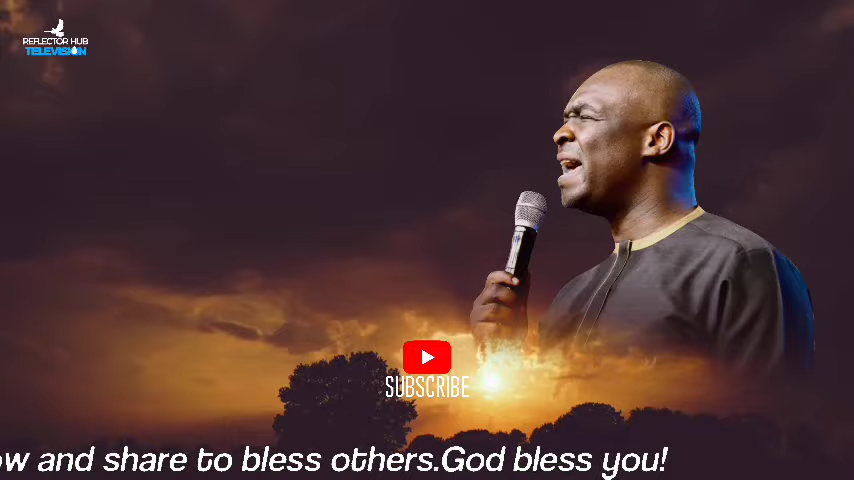 REFLECTOR HUB
TELEVISION
SUBSCRIBE
ow and share to bless others.God bless you!